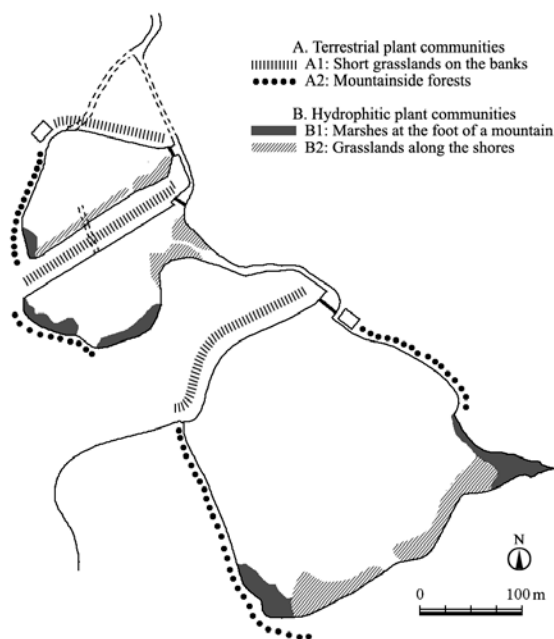 A. Terrestrial plant communities
A1: Short grasslands on the banks
A2: Mountainside forests
B. Hydrophitic plant communities
B1: Marshes at the foot of a mountain
B2: Grasslands along the shores
N
0 100 m